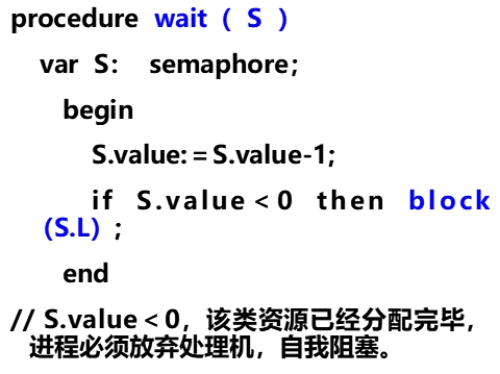 procedure wait（ S ）
var S： semaphore；
begin
S.value:＝S.value-1;
if S.value＜0 then block
(S.L) ;
end
// S.value＜0，该类资源已经分配完毕，
进程必须放弃处理机，自我阻塞。